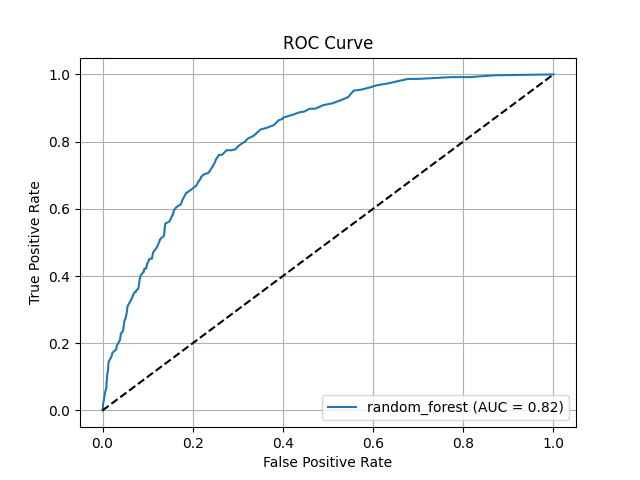 ROC Curve
True Positive Rate
1.0
0.8
0.6
0.4
0.2
0.0
random_forest (AUC = 0.82)
0.0 0.2 0.4 0.6 0.8 1.0
False Positive Rate